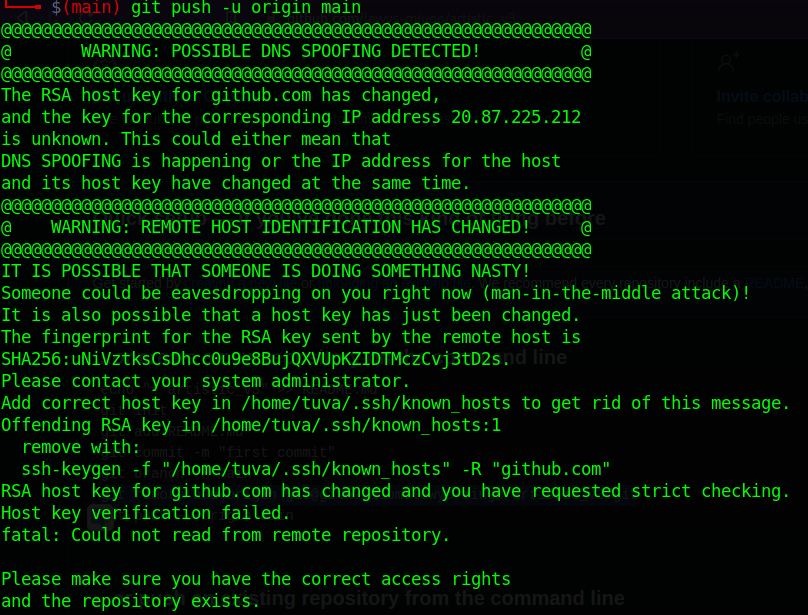 $(main) git push -u origin main
@@@@@@@@@@@@@@@@@@@@@@@@@@@@@@@@@@@@@@@@@@@@@@@@@@@@@@@@@@@
@       WARNING: POSSIBLE DNS SPOOFING DETECTED!          @
@@@@@@@@@@@@@@@@@@@@@@@@@@@@@@@@@@@@@@@@@@@@@@@@@@@@@@@@@@@
The RSA host key for github.com has changed,
and the key for the corresponding IP address 20.87.225.212
is unknown. This could either mean that
DNS SPOOFING is happening or the IP address for the host
and its host key have changed at the same time.
@@@@@@@@@@@@@@@@@@@@@@@@@@@@@@@@@@@@@@@@@@@@@@@@@@@@@@@@@@@
@    WARNING: REMOTE HOST IDENTIFICATION HAS CHANGED!     @
@@@@@@@@@@@@@@@@@@@@@@@@@@@@@@@@@@@@@@@@@@@@@@@@@@@@@@@@@@@
IT IS POSSIBLE THAT SOMEONE IS DOING SOMETHING NASTY!
Someone could be eavesdropping on you right now (man-in-the-middle attack)!
It is also possible that a host key has just been changed.
The fingerprint for the RSA key sent by the remote host is
SHA256:uNiVztksCsDhcc0u9e8BujQXVUpKZIDTMczCvj3tD2s.
Please contact your system administrator.
Add correct host key in /home/tuva/.ssh/known_hosts to get rid of this message.
Offending RSA key in /home/tuva/.ssh/known_hosts:1
  remove with:
  ssh-keygen -f "/home/tuva/.ssh/known_hosts" -R "github.com"
RSA host key for github.com has changed and you have requested strict checking.
Host key verification failed.
fatal: Could not read from remote repository.

Please make sure you have the correct access rights
and the repository exists.